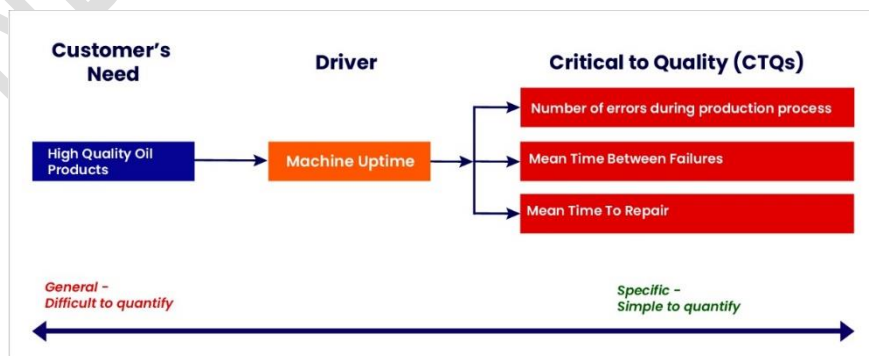 Customer's
Need
Driver
Critical to Quality (CTQs)
Number of errors during production process
High Quality Oil
Products
Machine Uptime
Mean Time Between Failures
Mean Time To Repair
General -
Difficult to quantify
Specific -
Simple to quantify